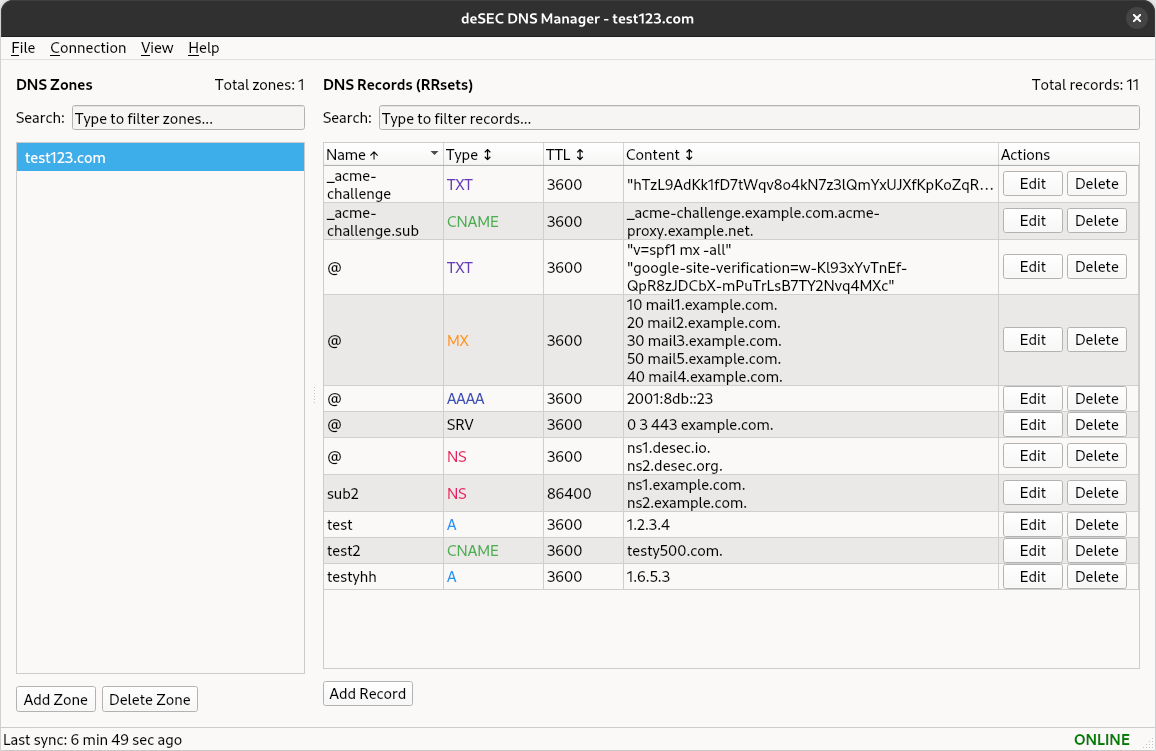 deSEC DNS Manager - test123.com
File Connection View Help
DNS Zones Total zones: 1
Search: Type to filter zones...
test123.com
Add Zone Delete Zone
DNS Records (RRsets) Total records: 11
Search: Type to filter records...
Name ↑ Type ↕ TTL ↕ Content ↕ Actions
_acme-
challenge TXT 3600 "hTzL9AdKk1fD7tWqv8o4kN7z3lQmYxUJXfKpKoZqR... Edit Delete
_acme-
challenge.sub CNAME 3600 _acme-challenge.example.com.acme-
proxy.example.net. Edit Delete
@ TXT 3600 "v=spf1 mx -all"
"google-site-verification=w-Kl93xYvTnEf-
QpR8zJDCbX-mPuTrLsB7TY2Nvq4MXc" Edit Delete
@ MX 3600 10 mail1.example.com.
20 mail2.example.com.
30 mail3.example.com.
50 mail5.example.com.
40 mail4.example.com. Edit Delete
@ AAAA 3600 2001:8db::23 Edit Delete
@ SRV 3600 0 3 443 example.com. Edit Delete
@ NS 3600 ns1.desec.io.
ns2.desec.org. Edit Delete
sub2 NS 86400 ns1.example.com.
ns2.example.com. Edit Delete
test A 3600 1.2.3.4 Edit Delete
test2 CNAME 3600 testy500.com. Edit Delete
testyhh A 3600 1.6.5.3 Edit Delete
Add Record
Last sync: 6 min 49 sec ago ONLINE